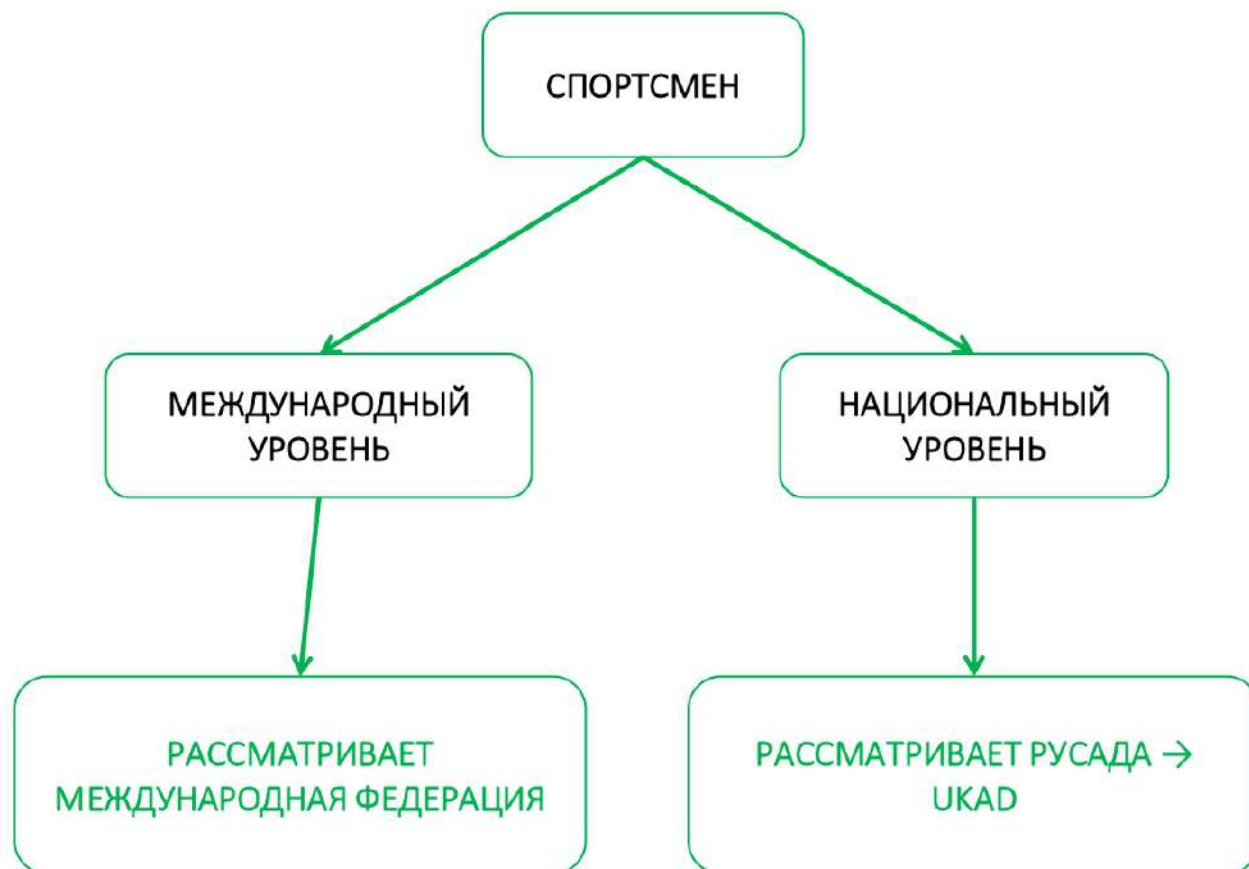 СПОРТСМЕН
МЕЖДУНАРОДНЫЙ
УРОВЕНЬ
НАЦИОНАЛЬНЫЙ
УРОВЕНЬ
РАССМАТРИВАЕТ
МЕЖДУНАРОДНАЯ ФЕДЕРАЦИЯ
РАССМАТРИВАЕТ РУСАДА →
UKAD